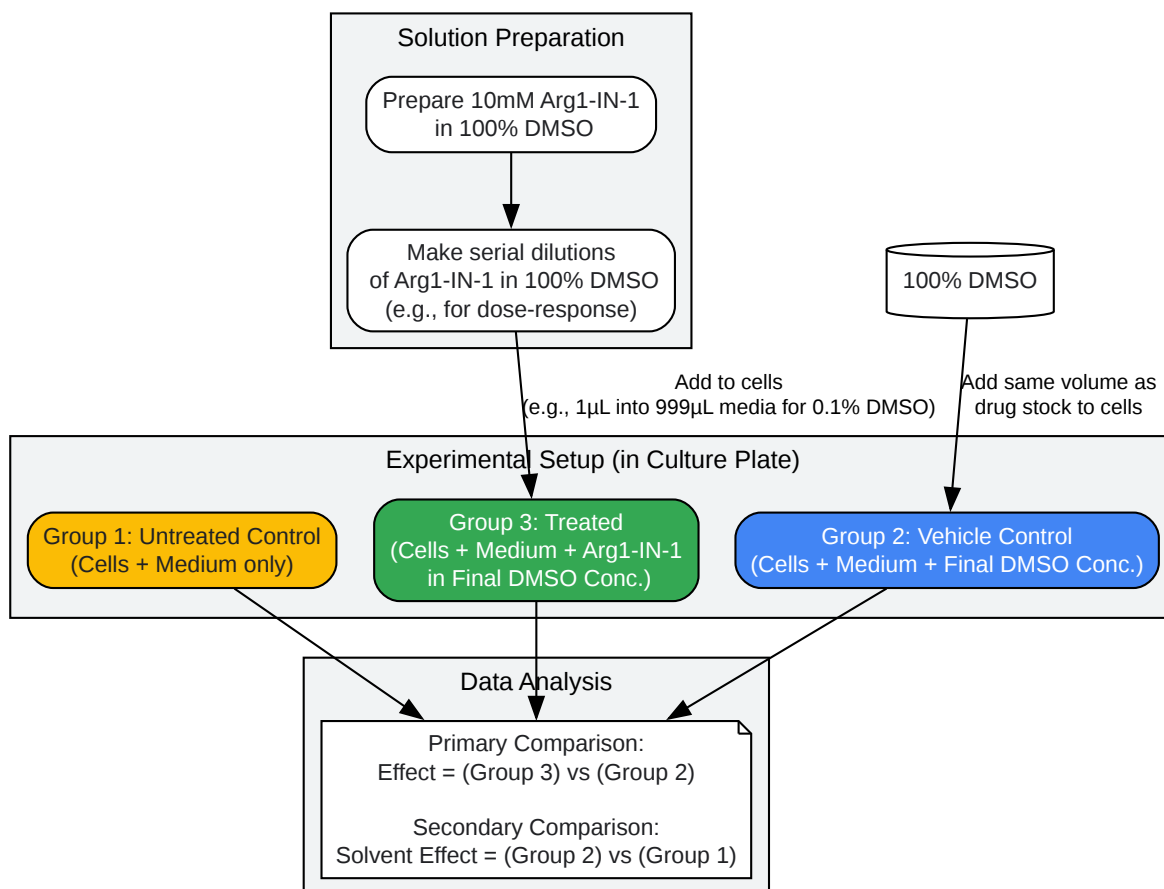 Solution Preparation
Prepare 10mM Arg1-IN-1
in 100% DMSO
Make serial dilutions
of Arg1-IN-1 in 100% DMSO
(e.g., for dose-response)
100% DMSO
Add to cells
(e.g., 1µL into 999µL media for 0.1% DMSO)
Add same volume as
drug stock to cells
Experimental Setup (in Culture Plate)
Group 1: Untreated Control
(Cells + Medium only)
Group 3: Treated
(Cells + Medium + Arg1-IN-1
in Final DMSO Conc.)
Group 2: Vehicle Control
(Cells + Medium + Final DMSO Conc.)
Data Analysis
Primary Comparison:
Effect = (Group 3) vs (Group 2)
Secondary Comparison:
Solvent Effect = (Group 2) vs (Group 1)